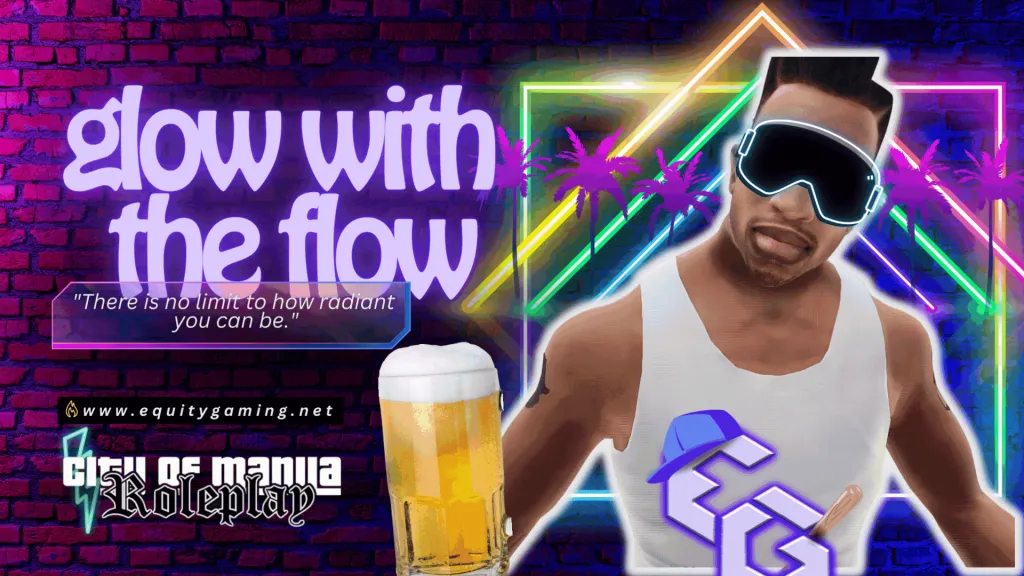 glow with
the flow
"There is no limit to how radiant
you can be."
www.equitygaming.net
City of Manila
Roleplay
EG